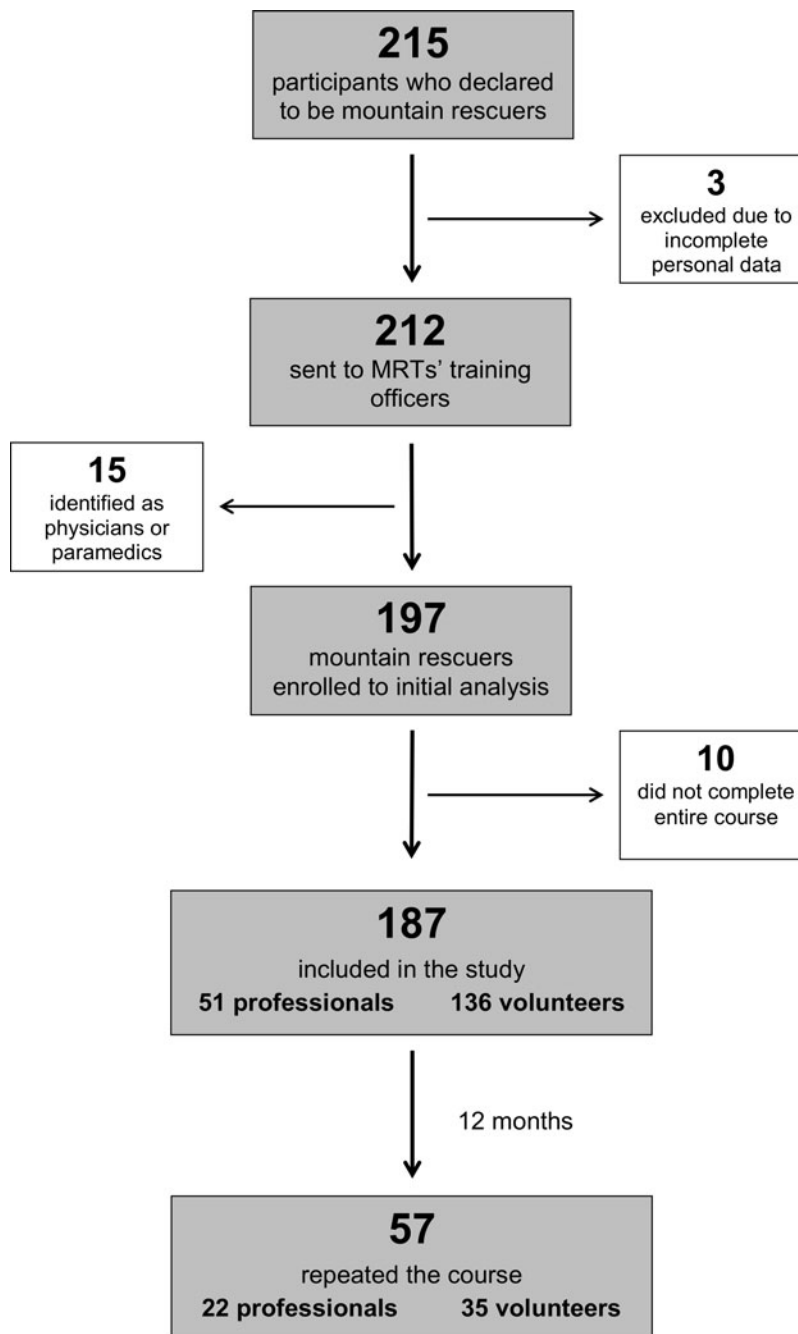 215
participants who declared
to be mountain rescuers
3
excluded due to
incomplete
personal data
212
sent to MRTs’ training
officers
15
identified as
physicians or
paramedics
197
mountain rescuers
enrolled to initial analysis
10
did not complete
entire course
187
included in the study
51 professionals 136 volunteers
12 months
57
repeated the course
22 professionals 35 volunteers